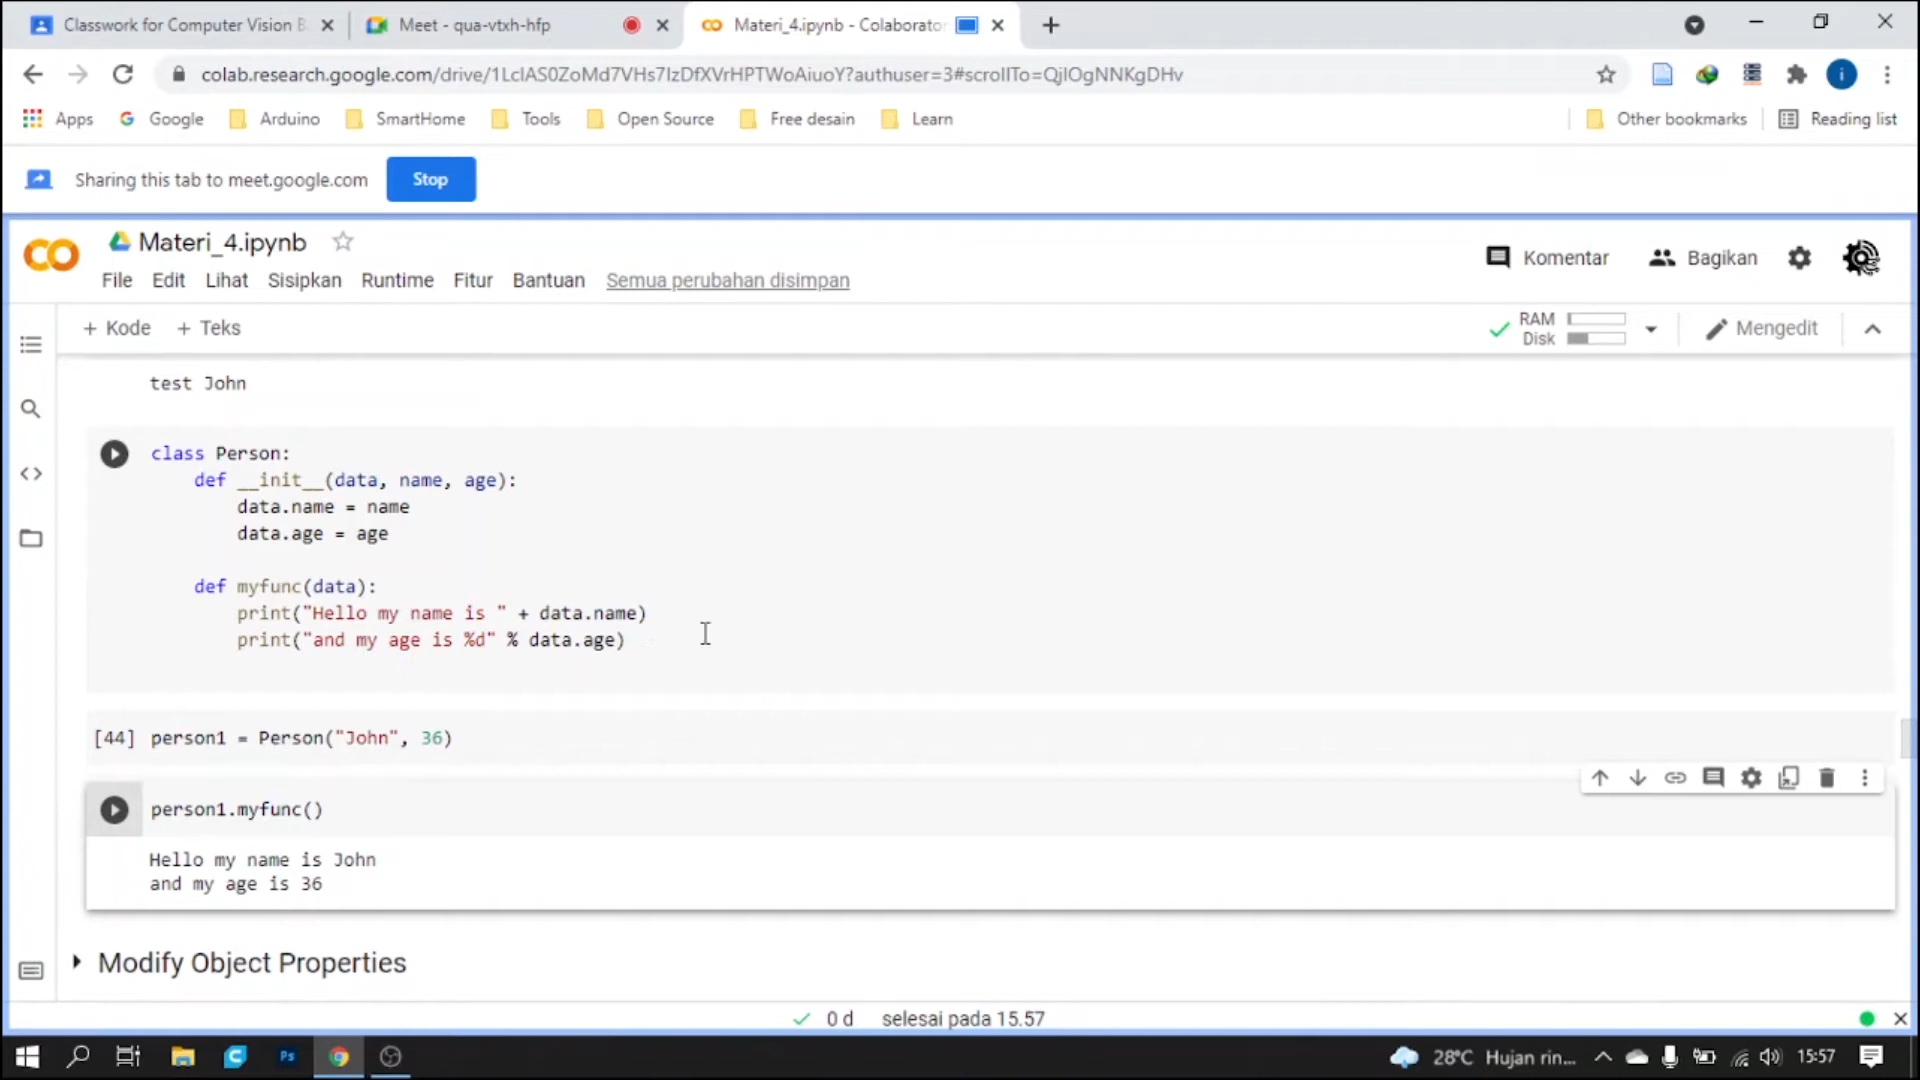 Classwork for Computer Vision B
Meet - qua-vtxh-hfp
Materi_4.ipynb - Colaborator
colab.research.google.com/drive/1LclAS0ZoMd7VHs7IzDfXVrHPTWoAiuoY?authuser=3#scrollTo=QjlOgNNKgDHv
Apps Google Arduino SmartHome Tools Open Source Free desain Learn Other bookmarks Reading list
Sharing this tab to meet.google.com Stop
Materi_4.ipynb
Komentar Bagikan
File Edit Lihat Sisipkan Runtime Fitur Bantuan Semua perubahan disimpan
+ Kode + Teks
RAM
Disk
Mengedit
test John
class Person:
def __init__(data, name, age):
data.name = name
data.age = age
def myfunc(data):
print("Hello my name is " + data.name)
print("and my age is %d" % data.age)
[44] person1 = Person("John", 36)
person1.myfunc()
Hello my name is John
and my age is 36
Modify Object Properties
0 d selesai pada 15.57
28°C Hujan rin... 15:57